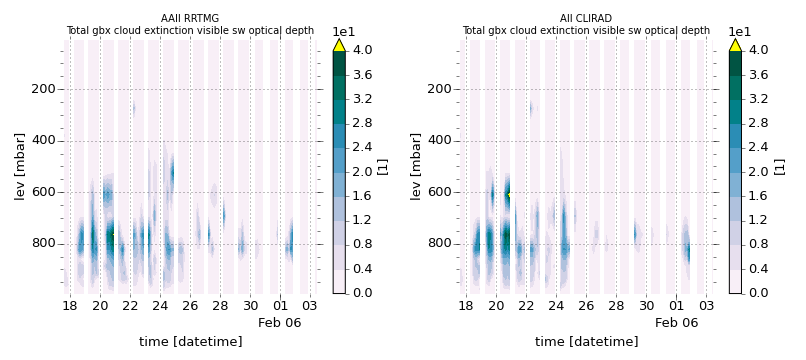 AAll RRTMG
Total gbx cloud extinction visible sw optical depth
1e1
4.0
3.6
3.2
2.8
2.4
2.0
1.6
1.2
0.8
0.4
0.0
[1]
200
400
600
800
lev [mbar]
18 20 22 24 26 28 30 01 03
Feb 06
time [datetime]
All CLIRAD
Total gbx cloud extinction visible sw optical depth
1e1
4.0
3.6
3.2
2.8
2.4
2.0
1.6
1.2
0.8
0.4
0.0
[1]
200
400
600
800
lev [mbar]
18 20 22 24 26 28 30 01 03
Feb 06
time [datetime]